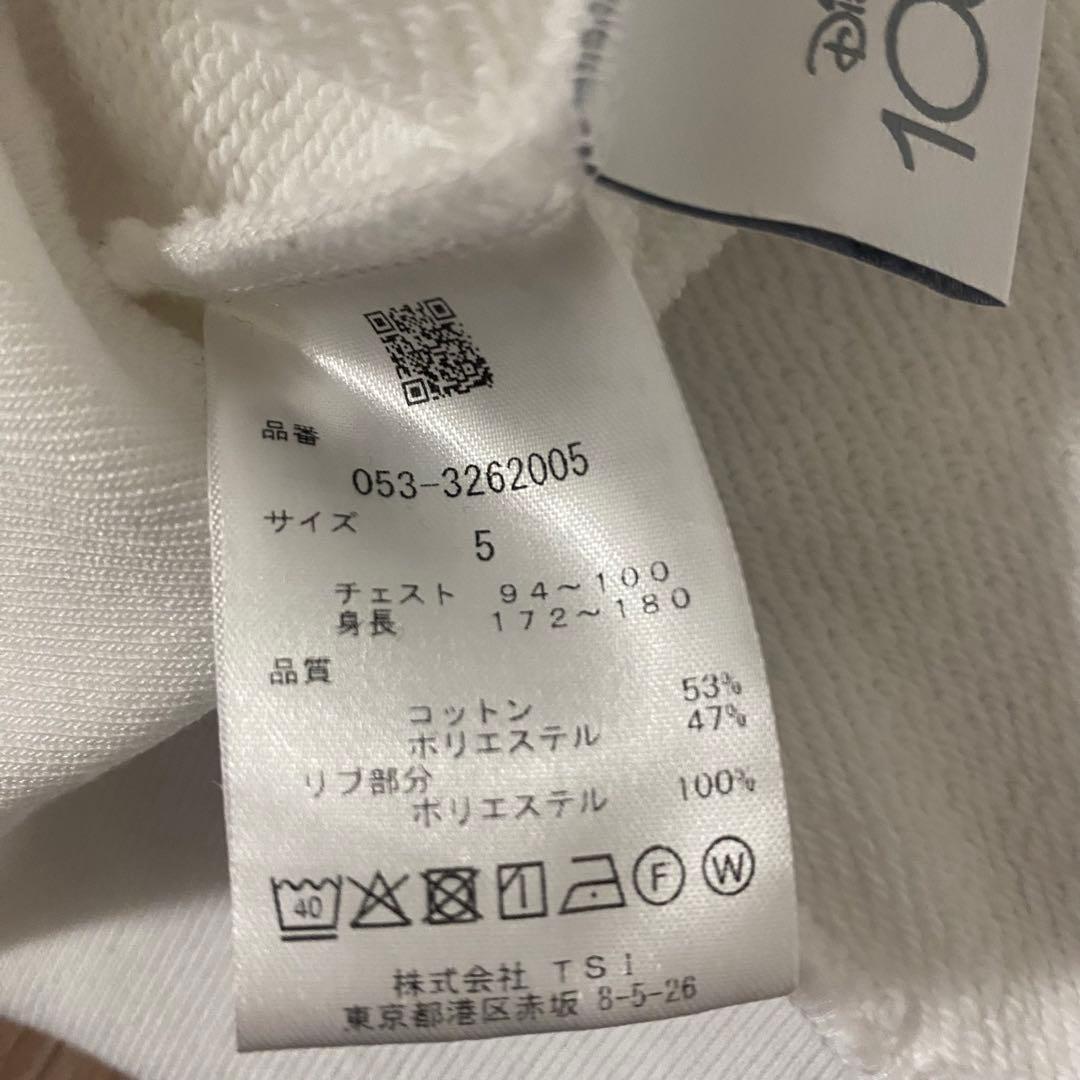 100
品番
053-3262005
サイズ
5
チェスト 94~100
身長 172~180
品質
コットン 53%
ポリエステル 47%
リブ部分
ポリエステル 100%
40 F W
株式会社 TSI
東京都港区赤坂 8-5-26